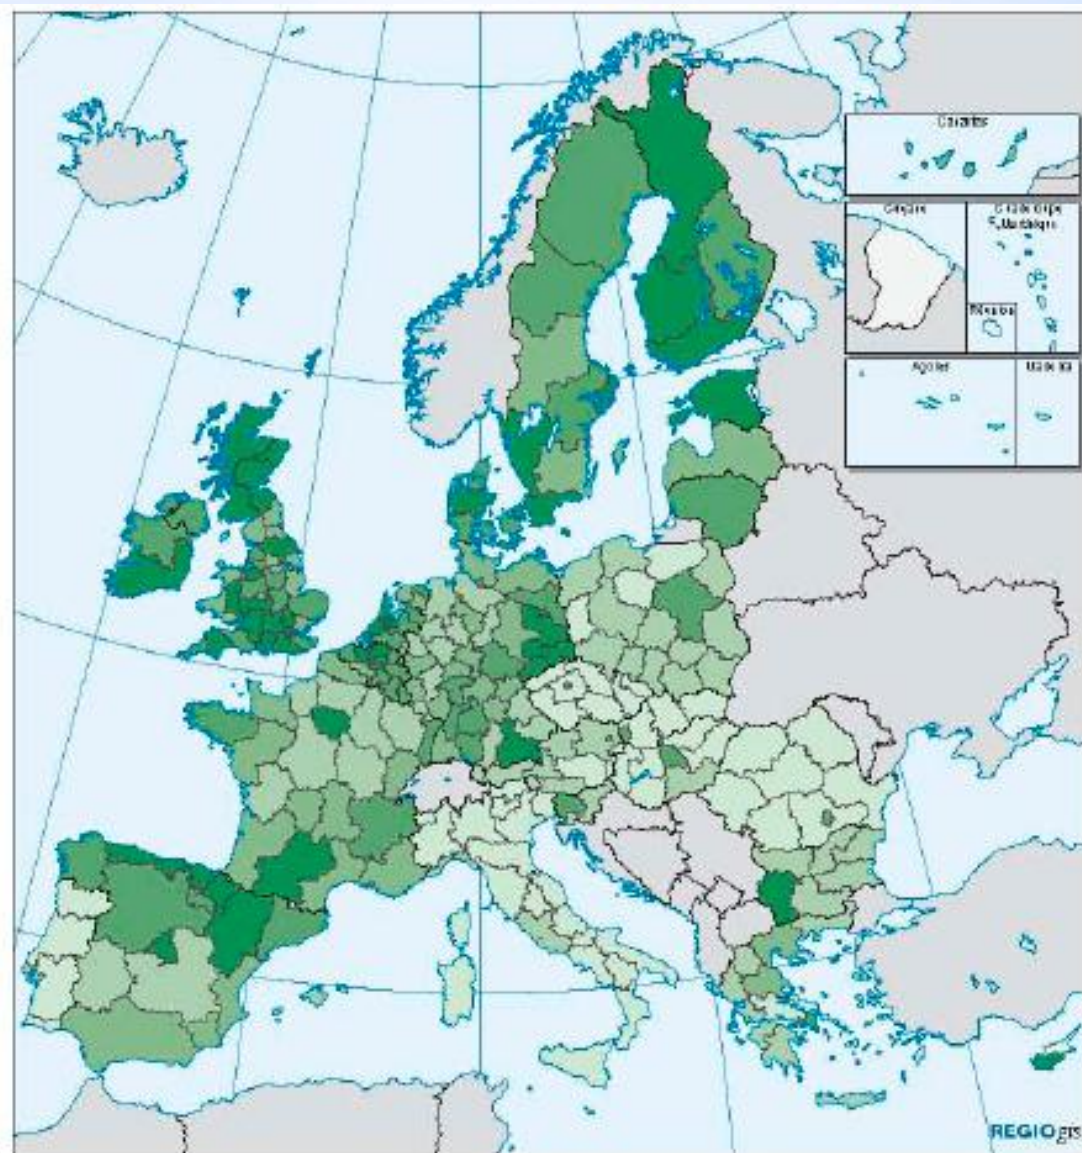 Canarias
Guyane
Guadeloupe
Martinique
Réunion
Açores
Madeira
REGIOgis